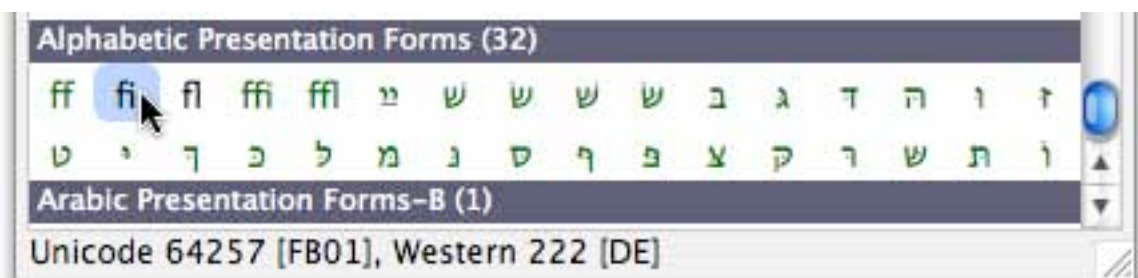 Alphabetic Presentation Forms (32)
ff fi fl ffi ffl ײַ שׁ שׂ שּׁ שּׂ בּ גּ דּ הּ וּ זּ
טּ יּ ךּ כּ לּ מּ נּ סּ ףּ פּ צּ קּ רּ שּ תּ וֹ
Arabic Presentation Forms-B (1)
Unicode 64257 [FB01], Western 222 [DE]